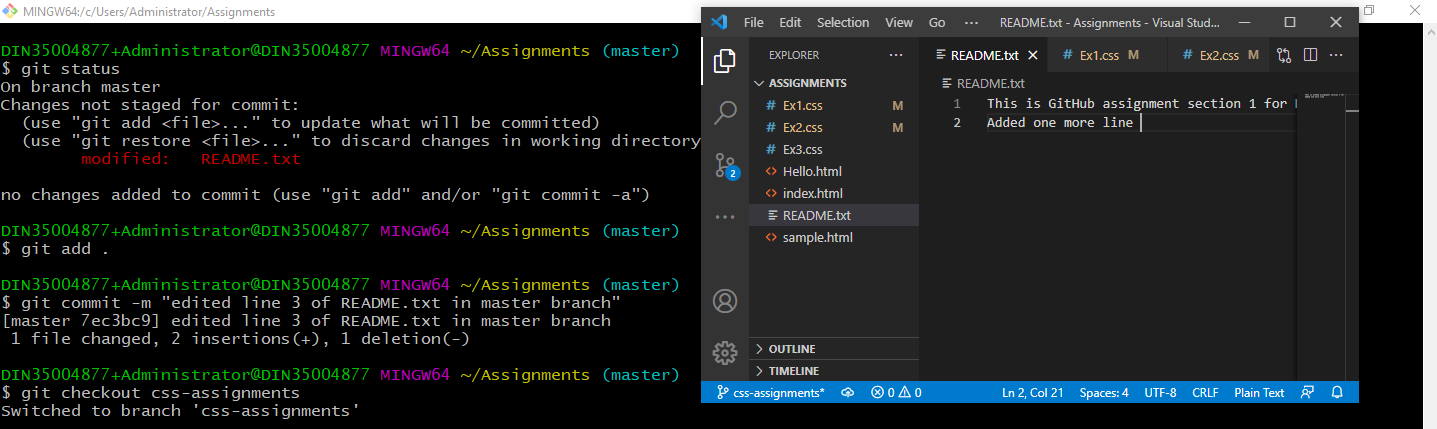 MINGW64:/c/Users/Administrator/Assignments
DIN35004877+Administrator@DIN35004877 MINGW64 ~/Assignments (master)
$ git status
On branch master
Changes not staged for commit:
  (use "git add <file>..." to update what will be committed)
  (use "git restore <file>..." to discard changes in working directory
        modified:   README.txt
no changes added to commit (use "git add" and/or "git commit -a")
DIN35004877+Administrator@DIN35004877 MINGW64 ~/Assignments (master)
$ git add .
DIN35004877+Administrator@DIN35004877 MINGW64 ~/Assignments (master)
$ git commit -m "edited line 3 of README.txt in master branch"
[master 7ec3bc9] edited line 3 of README.txt in master branch
 1 file changed, 2 insertions(+), 1 deletion(-)
DIN35004877+Administrator@DIN35004877 MINGW64 ~/Assignments (master)
$ git checkout css-assignments
Switched to branch 'css-assignments'
File Edit Selection View Go ··· README.txt - Assignments - Visual Stud...
EXPLORER ···
README.txt # Ex1.css M # Ex2.css M ···
ASSIGNMENTS
# Ex1.css M
# Ex2.css M
# Ex3.css
<> Hello.html
<> index.html
README.txt
<> sample.html
OUTLINE
TIMELINE
2
README.txt
1 This is GitHub assignment section 1 for
2 Added one more line
css-assignments* 0 0 Ln 2, Col 21 Spaces: 4 UTF-8 CRLF Plain Text